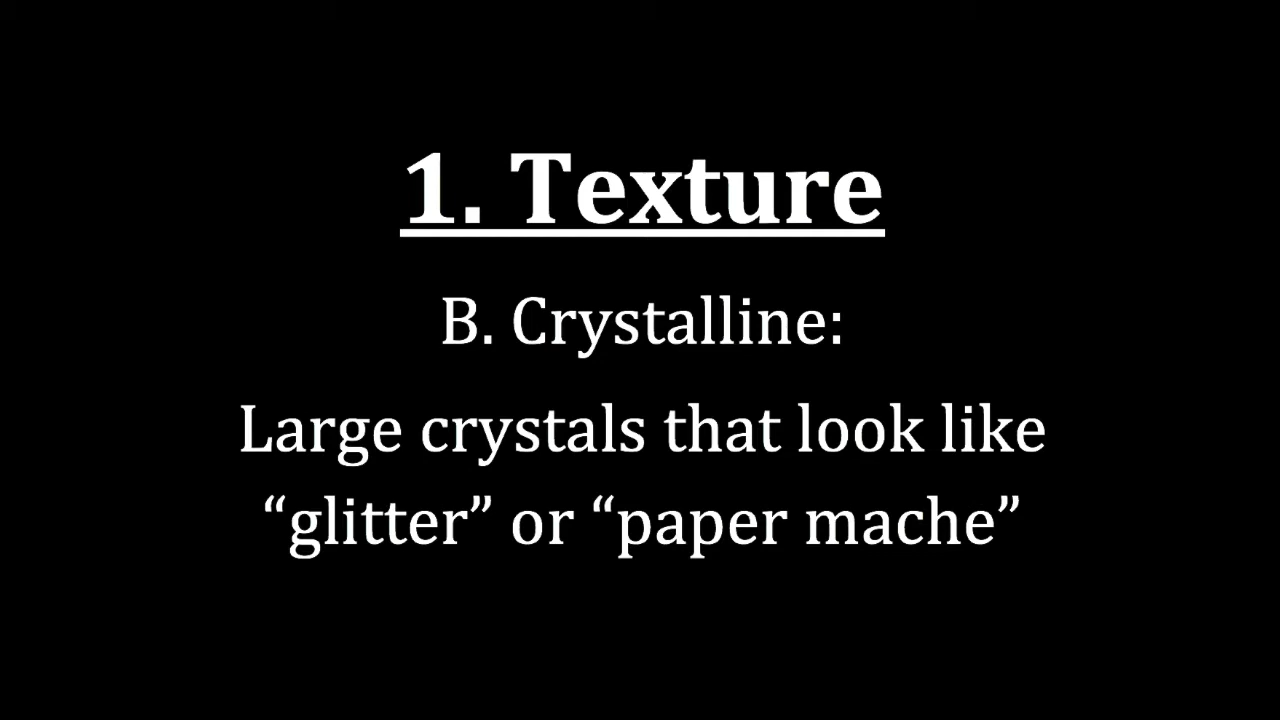 1. Texture
B. Crystalline:
Large crystals that look like
“glitter” or “paper mache”